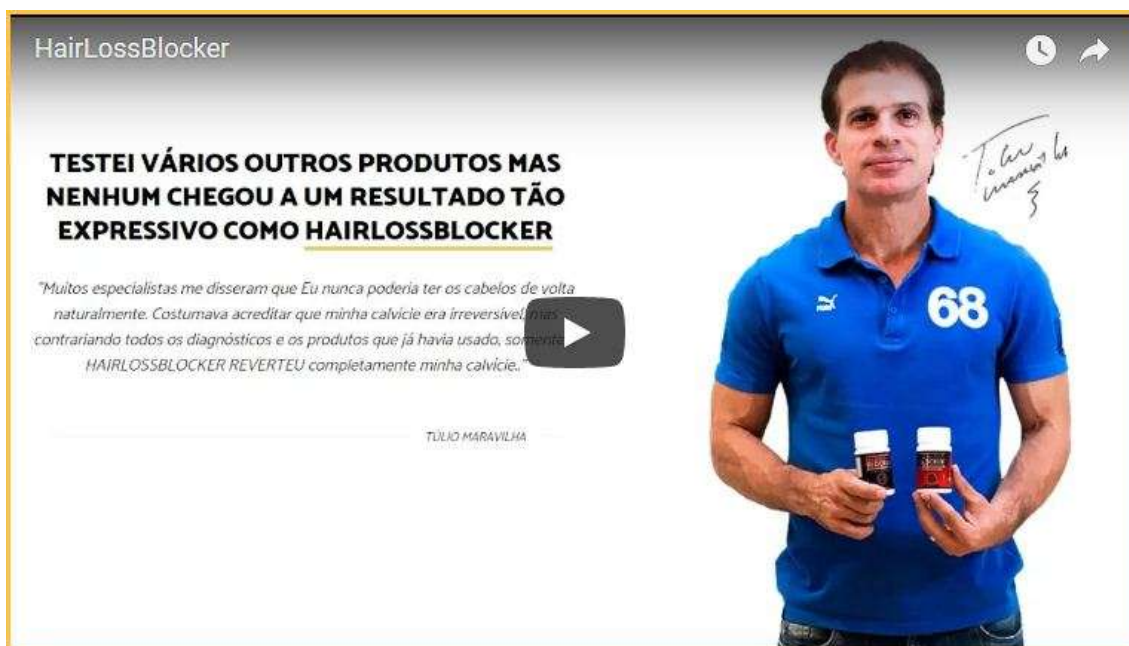 HairLossBlocker
TESTEI VÁRIOS OUTROS PRODUTOS MAS
NENHUM CHEGOU A UM RESULTADO TÃO
EXPRESSIVO COMO HAIRLOSSBLOCKER
"Muitos especialistas me disseram que Eu nunca poderia ter os cabelos de volta
naturalmente. Costumava acreditar que minha calvície era irreversível, mas
contrariando todos os diagnósticos e os produtos que já havia usado, somente
HAIRLOSSBLOCKER REVERTEU completamente minha calvície.."
TÚLIO MARAVILHA
68